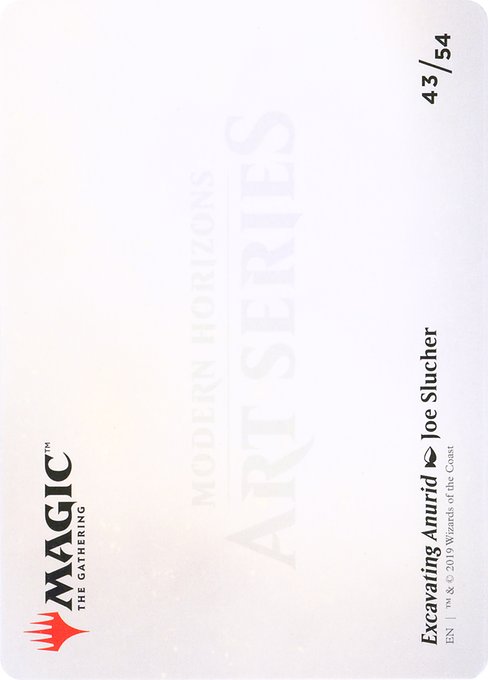 MAGIC™
THE GATHERING
MODERN HORIZONS
ART SERIES
43/54
Excavating Anurid Joe Slucher
EN | ™ & © 2019 Wizards of the Coast